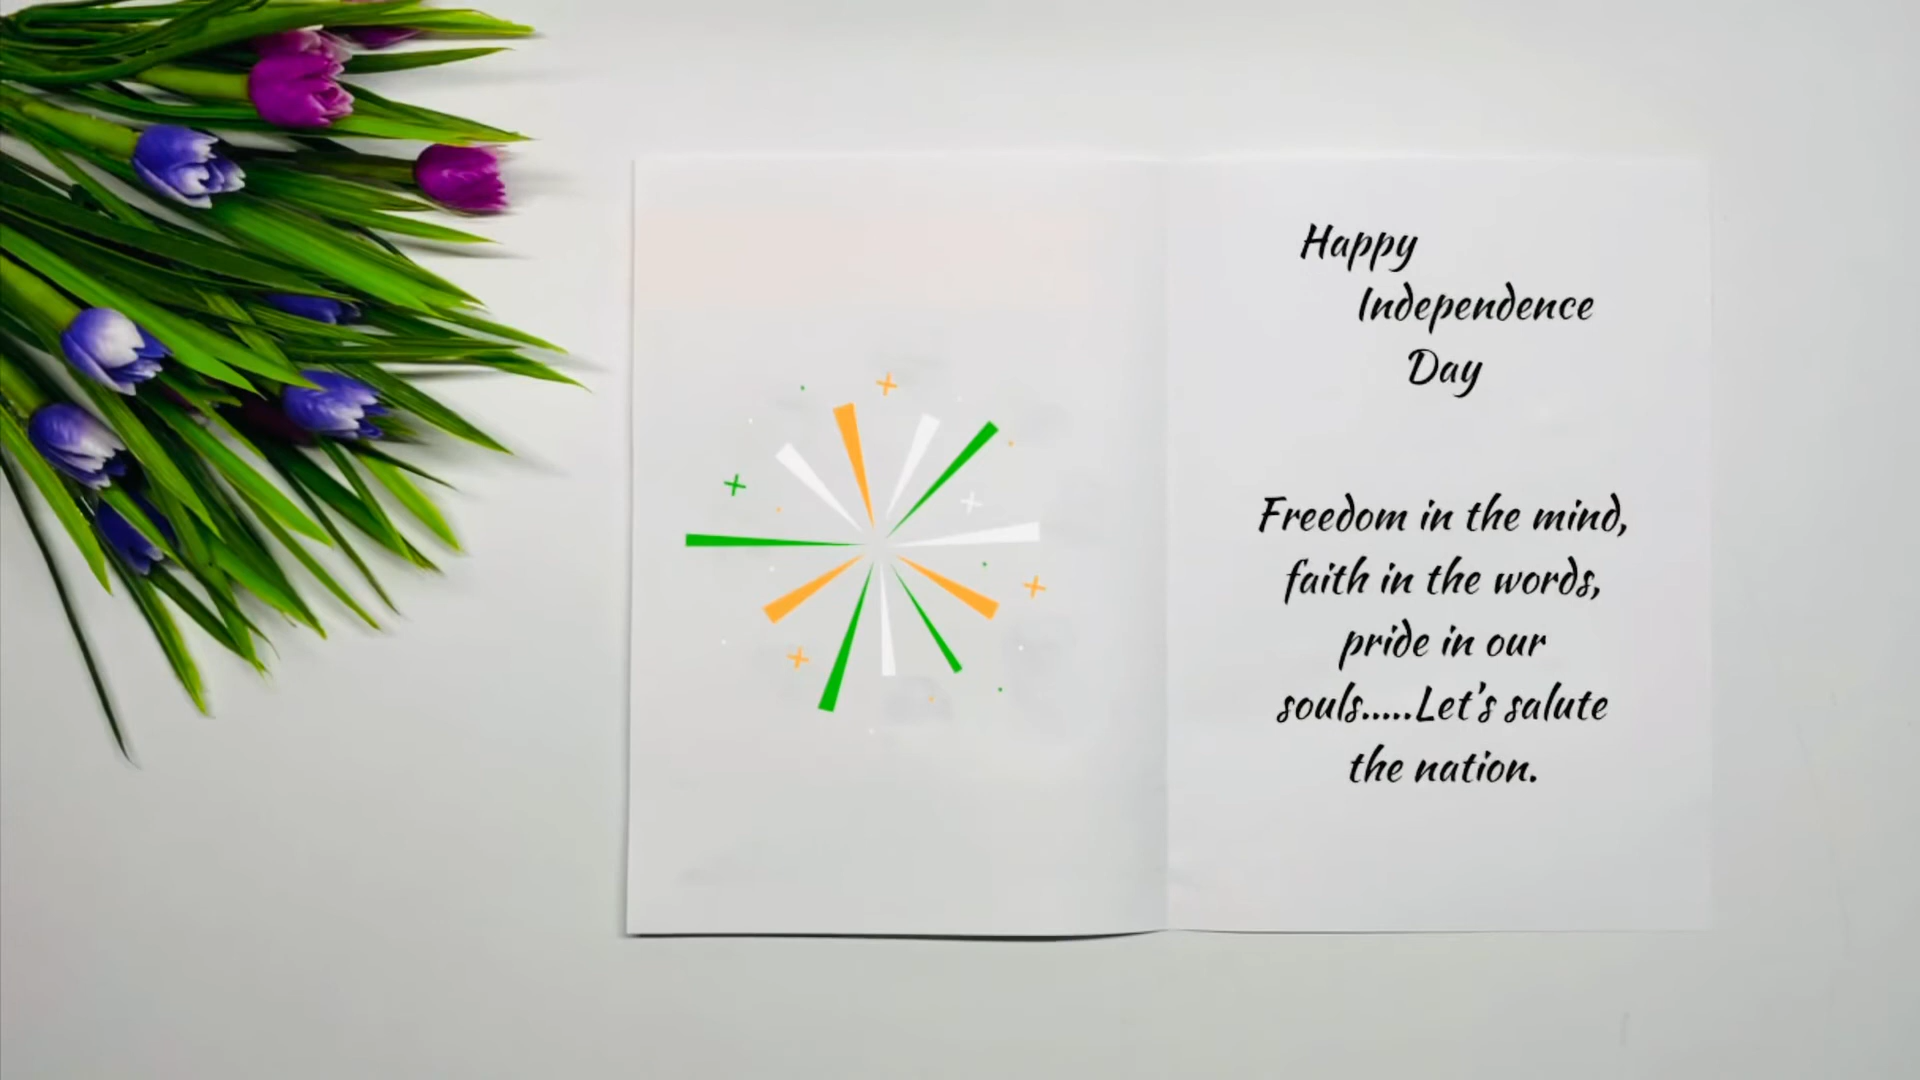 Happy
Independence
Day
Freedom in the mind,
faith in the words,
pride in our
souls.....Let's salute
the nation.